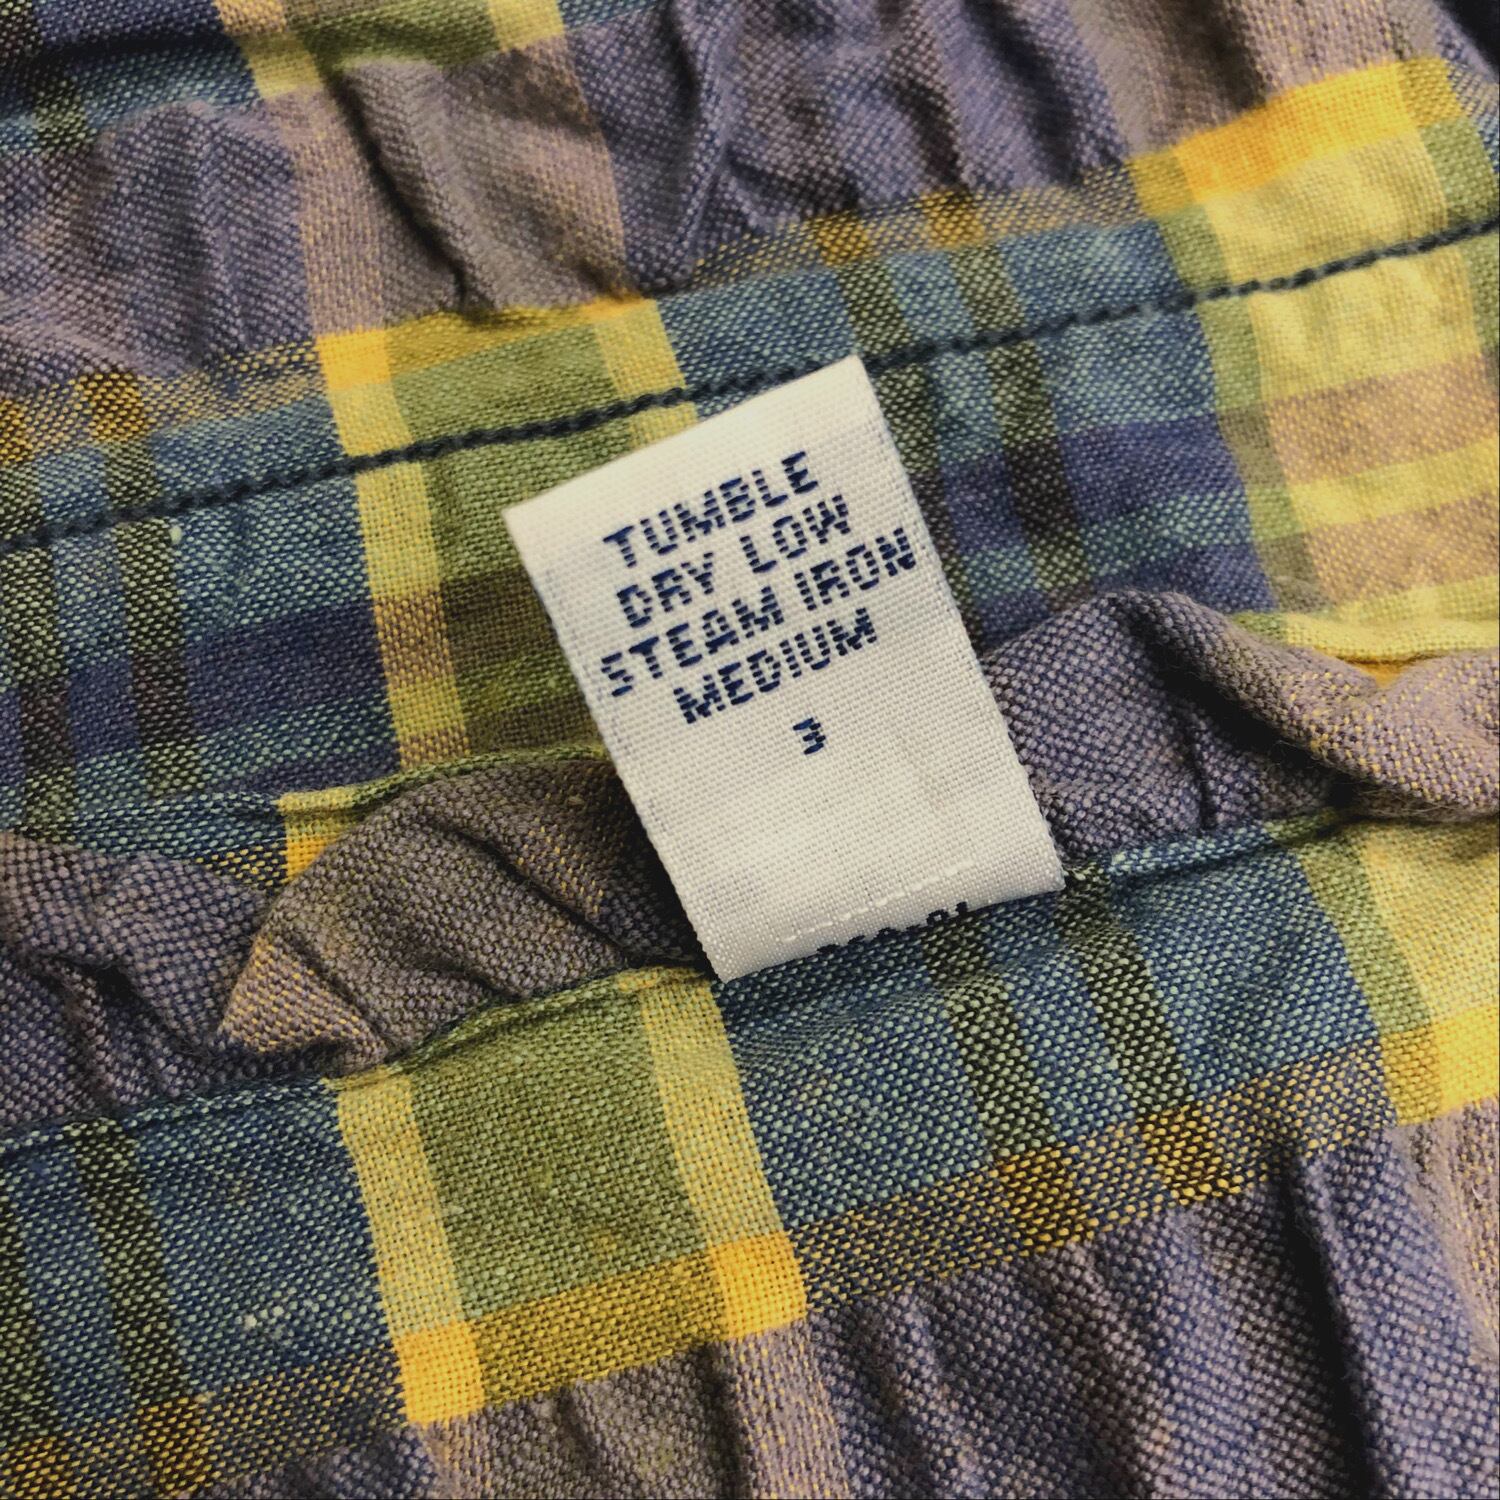 TUMBLE
DRY LOW
STEAM IRON
MEDIUM
3